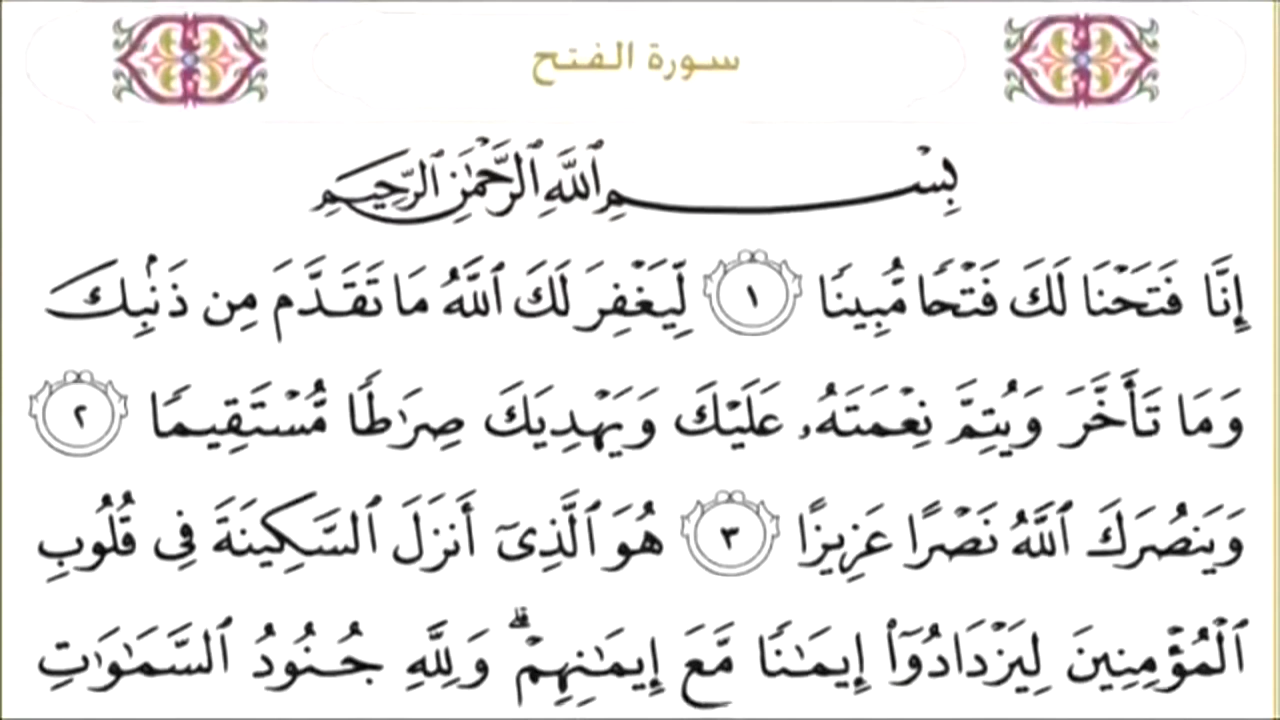 سورة الفتح
بِسْمِ ٱللَّهِ ٱلرَّحْمَٰنِ ٱلرَّحِيمِ
إِنَّا فَتَحْنَا لَكَ فَتْحًا مُّبِينًا ١ لِّيَغْفِرَ لَكَ ٱللَّهُ مَا تَقَدَّمَ مِن ذَنۢبِكَ
وَمَا تَأَخَّرَ وَيُتِمَّ نِعْمَتَهُۥ عَلَيْكَ وَيَهْدِيَكَ صِرَٰطًا مُّسْتَقِيمًا ٢
وَيَنصُرَكَ ٱللَّهُ نَصْرًا عَزِيزًا ٣ هُوَ ٱلَّذِىٓ أَنزَلَ ٱلسَّكِينَةَ فِى قُلُوبِ
ٱلْمُؤْمِنِينَ لِيَزْدَادُوٓا۟ إِيمَٰنًا مَّعَ إِيمَٰنِهِمْ ۗ وَلِلَّهِ جُنُودُ ٱلسَّمَٰوَٰتِ